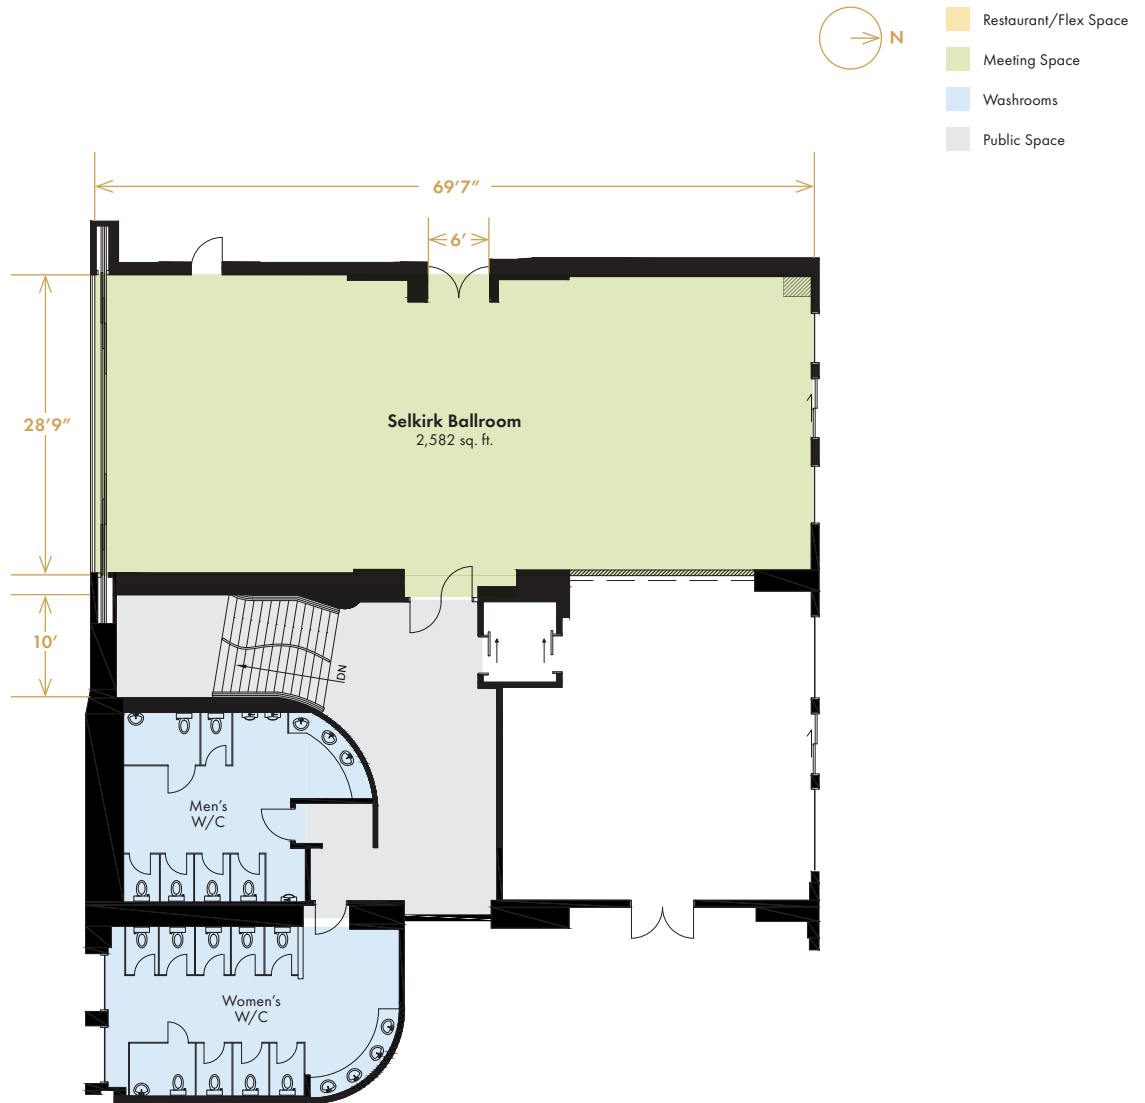 N
Restaurant/Flex Space
Meeting Space
Washrooms
Public Space
69’7”
6’
28’9”
Selkirk Ballroom
2,582 sq. ft.
10’
DN
Men’s
W/C
Women’s
W/C